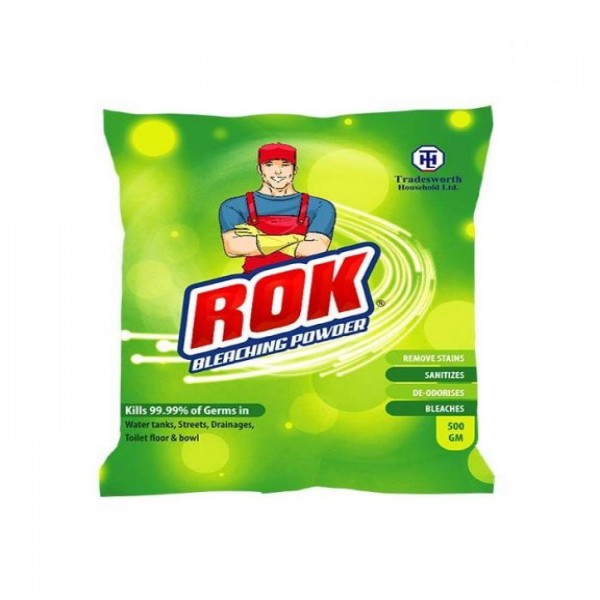 TH
Tradesworth
Household Ltd.
ROK®
BLEACHING POWDER
REMOVE STAINS
SANITIZES
DE-ODORISES
BLEACHES
500
GM
Kills 99.99% of Germs in
Water tanks, Streets, Drainages,
Toilet floor & bowl